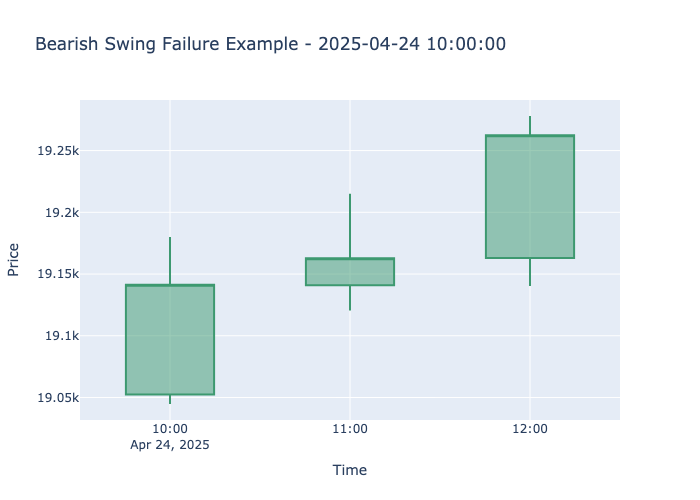 Bearish Swing Failure Example - 2025-04-24 10:00:00
Price
19.25k
19.2k
19.15k
19.1k
19.05k
10:00
Apr 24, 2025
11:00
12:00
Time